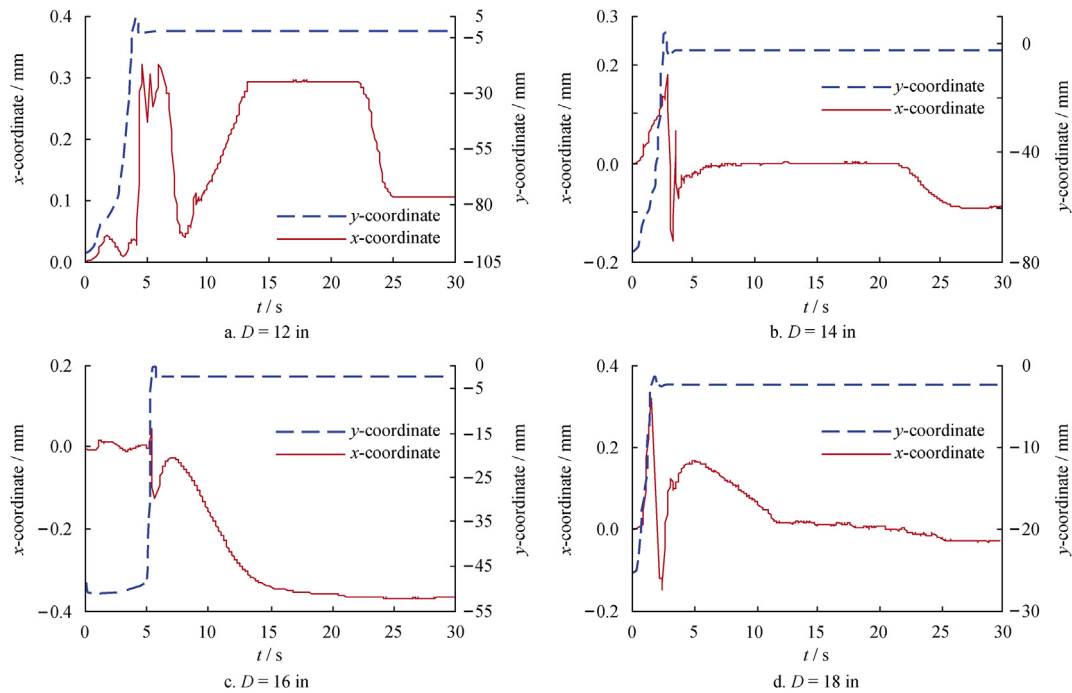 0.4
0.3
0.2
0.1
0.0
x-coordinate / mm
5
−5
−30
−55
−80
−105
y-coordinate / mm
y-coordinate
x-coordinate
0 5 10 15 20 25 30
t / s
a. D = 12 in
0.3
0.2
0.1
0.0
−0.2
x-coordinate / mm
0
−20
−40
−60
−80
y-coordinate / mm
y-coordinate
x-coordinate
0 5 10 15 20 25 30
t / s
b. D = 14 in
0.2
0.0
−0.2
−0.4
x-coordinate / mm
0
−5
−15
−25
−35
−45
−55
y-coordinate / mm
y-coordinate
x-coordinate
0 5 10 15 20 25 30
t / s
c. D = 16 in
0.4
0.2
0.0
−0.2
x-coordinate / mm
0
−10
−20
−30
y-coordinate / mm
y-coordinate
x-coordinate
0 5 10 15 20 25 30
t / s
d. D = 18 in